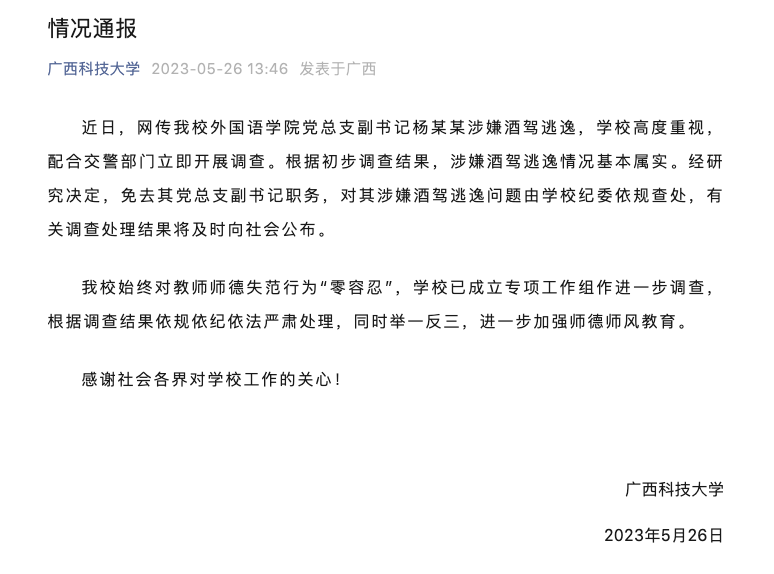 情况通报
广西科技大学 2023-05-26 13:46 发表于广西
近日，网传我校外国语学院党总支副书记杨某某涉嫌酒驾逃逸，学校高度重视，
配合交警部门立即开展调查。根据初步调查结果，涉嫌酒驾逃逸情况基本属实。经研
究决定，免去其党总支副书记职务，对其涉嫌酒驾逃逸问题由学校纪委依规查处，有
关调查处理结果将及时向社会公布。
我校始终对教师师德失范行为“零容忍”，学校已成立专项工作组作进一步调查，
根据调查结果依规依纪依法严肃处理，同时举一反三，进一步加强师德师风教育。
感谢社会各界对学校工作的关心！
广西科技大学
2023年5月26日